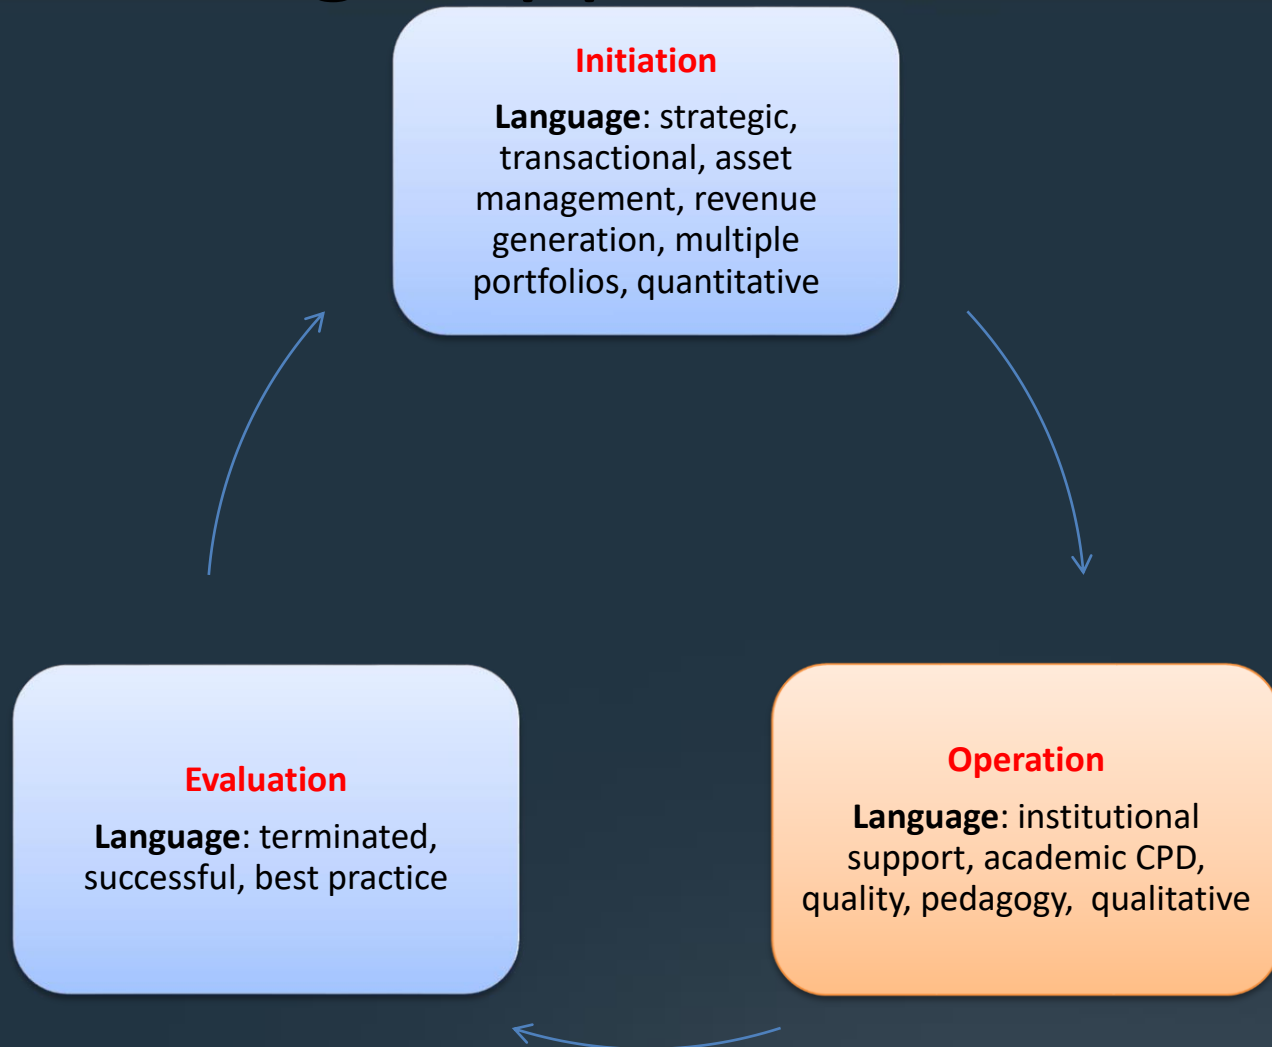 Initiation
Language: strategic,
transactional, asset
management, revenue
generation, multiple
portfolios, quantitative
Evaluation
Language: terminated,
successful, best practice
Operation
Language: institutional
support, academic CPD,
quality, pedagogy,  qualitative